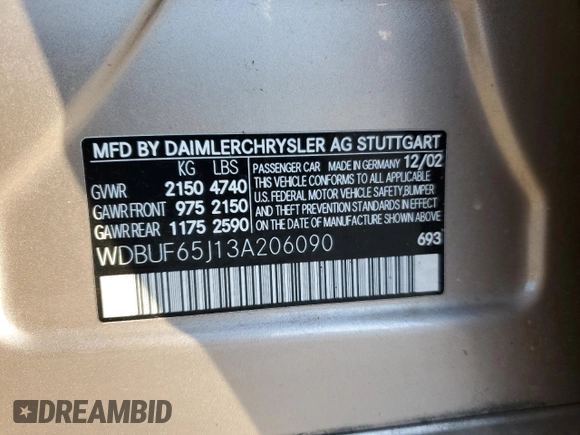 MFD BY DAIMLERCHRYSLER AG STUTTGART
KG LBS
GVWR 2150 4740
GAWR FRONT 975 2150
GAWR REAR 1175 2590
PASSENGER CAR MADE IN GERMANY 12/02
THIS VEHICLE CONFORMS TO ALL APPLICABLE
U.S. FEDERAL MOTOR VEHICLE SAFETY, BUMPER
AND THEFT PREVENTION STANDARDS IN EFFECT
ON THE DATE OF MANUFACTURE SHOWN ABOVE.
WDBUF65J13A206090 693
DREAMBID